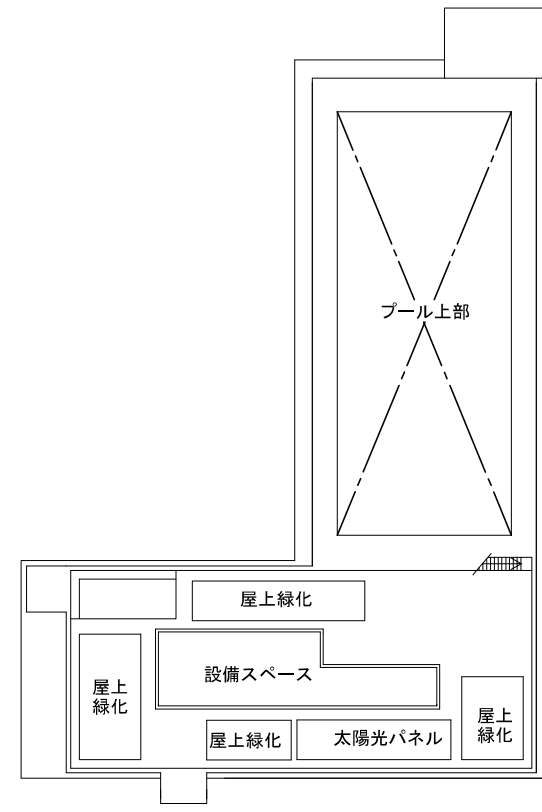 プール上部
屋上緑化
設備スペース
屋上
緑化
屋上
緑化
屋上緑化
太陽光パネル